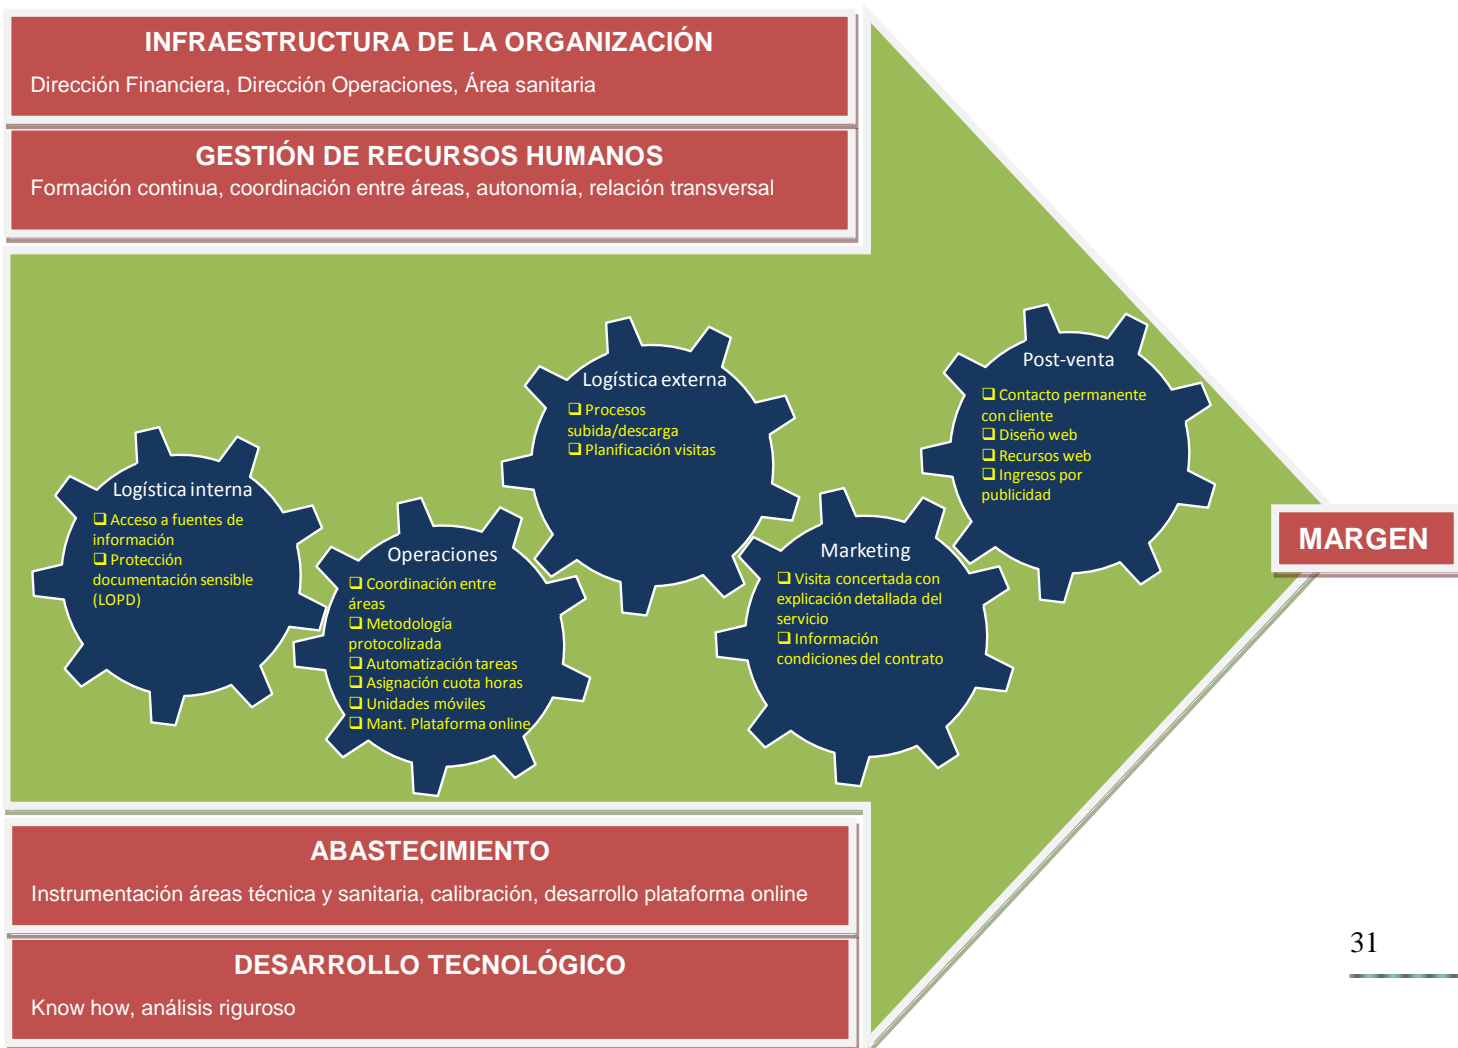 INFRAESTRUCTURA DE LA ORGANIZACIÓN
Dirección Financiera, Dirección Operaciones, Área sanitaria
GESTIÓN DE RECURSOS HUMANOS
Formación continua, coordinación entre áreas, autonomía, relación transversal
Logística interna
❑ Acceso a fuentes de
información
❑ Protección
documentación sensible
(LOPD)
Operaciones
❑ Coordinación entre
áreas
❑ Metodología
protocolizada
❑ Automatización tareas
❑ Asignación cuota horas
❑ Unidades móviles
❑ Mant. Plataforma online
Logística externa
❑ Procesos
subida/descarga
❑ Planificación visitas
Marketing
❑ Visita concertada con
explicación detallada del
servicio
❑ Información
condiciones del contrato
Post-venta
❑ Contacto permanente
con cliente
❑ Diseño web
❑ Recursos web
❑ Ingresos por
publicidad
MARGEN
ABASTECIMIENTO
Instrumentación áreas técnica y sanitaria, calibración, desarrollo plataforma online
DESARROLLO TECNOLÓGICO
Know how, análisis riguroso
31